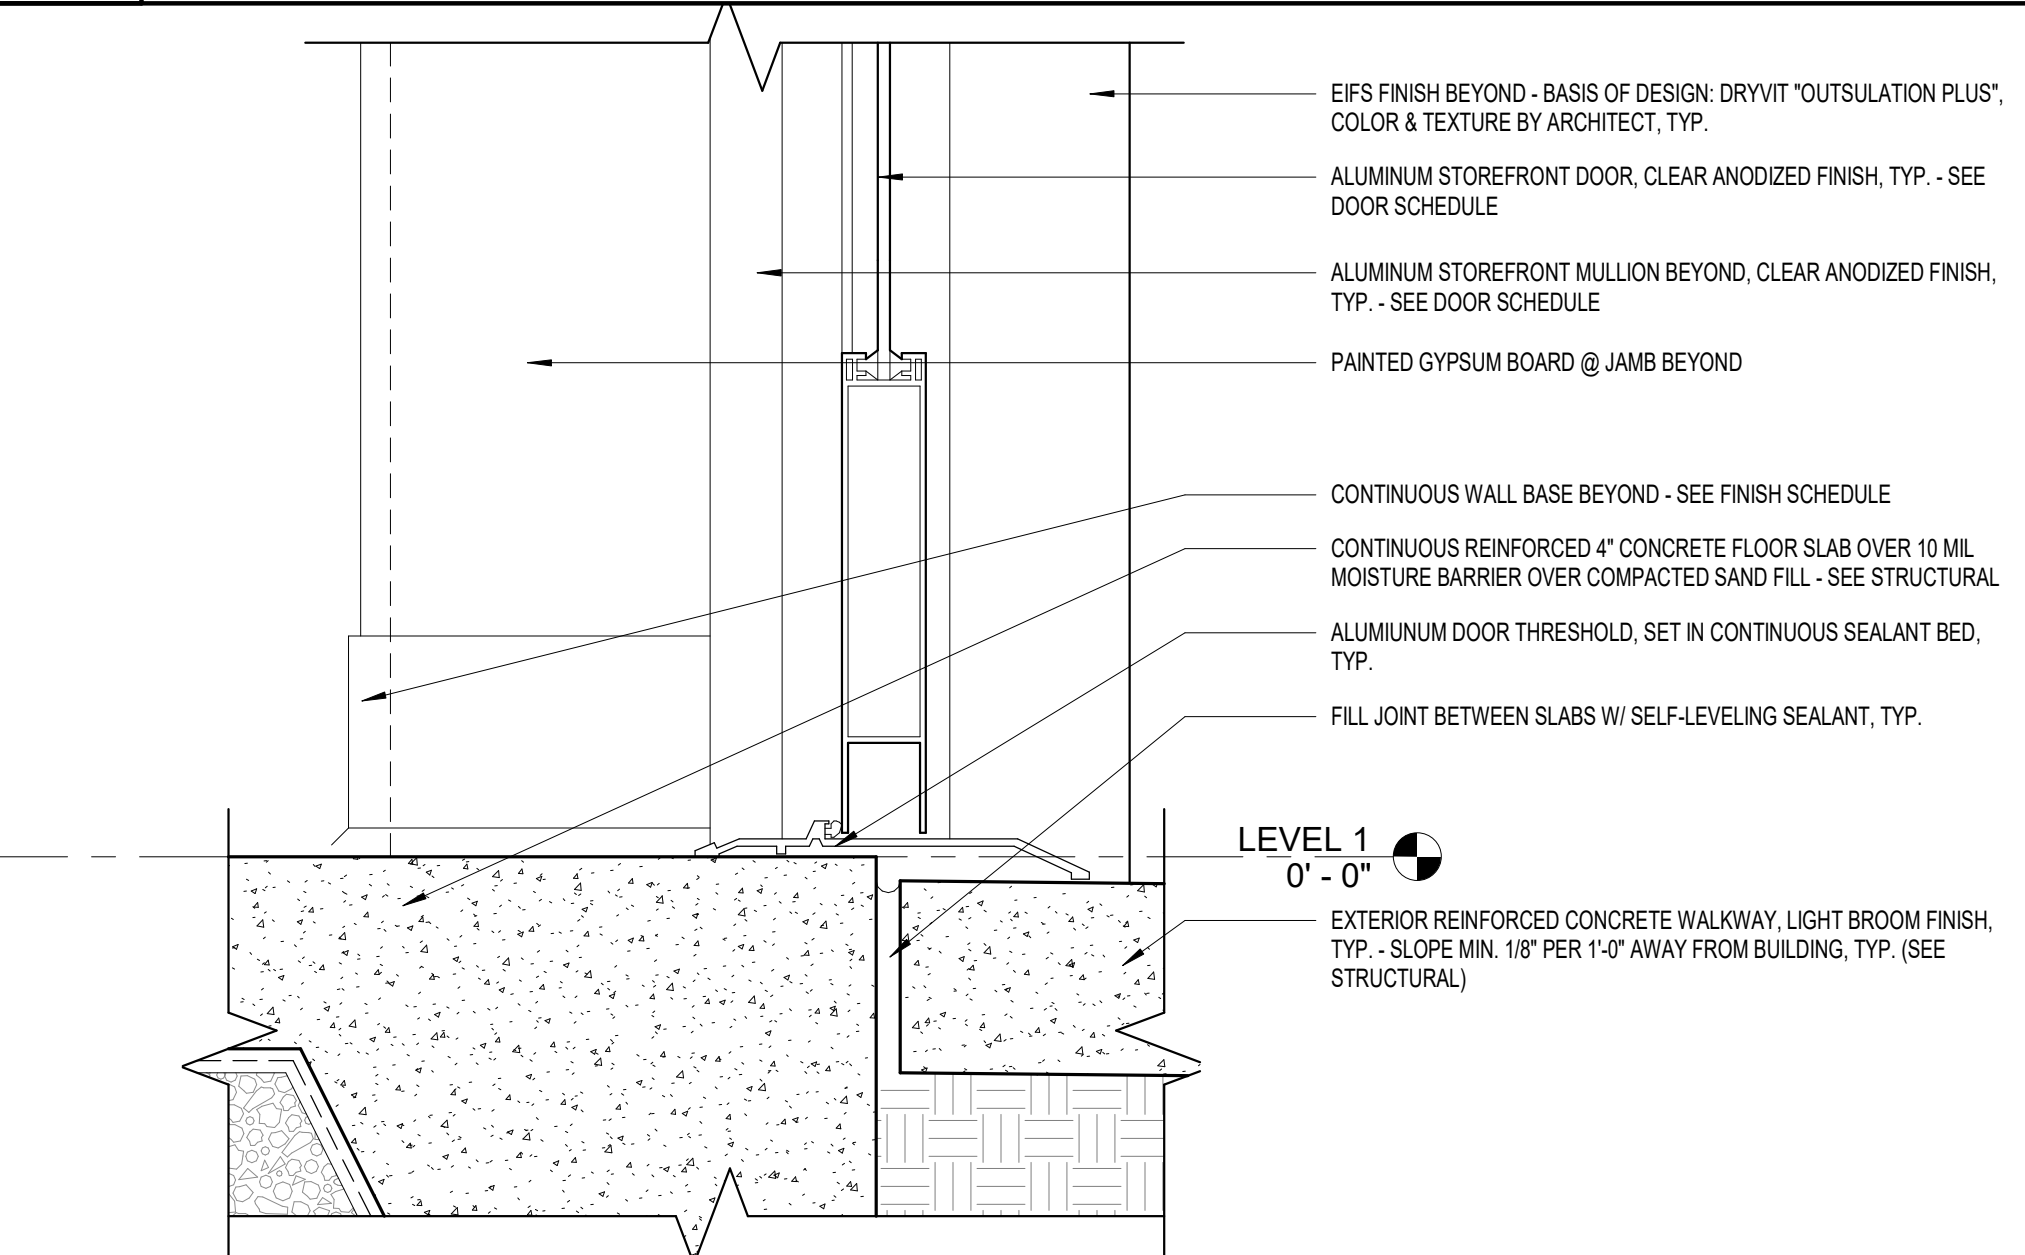 EIFS FINISH BEYOND - BASIS OF DESIGN: DRYVIT "OUTSULATION PLUS",
COLOR & TEXTURE BY ARCHITECT, TYP.
ALUMINUM STOREFRONT DOOR, CLEAR ANODIZED FINISH, TYP. - SEE
DOOR SCHEDULE
ALUMINUM STOREFRONT MULLION BEYOND, CLEAR ANODIZED FINISH,
TYP. - SEE DOOR SCHEDULE
PAINTED GYPSUM BOARD @ JAMB BEYOND
CONTINUOUS WALL BASE BEYOND - SEE FINISH SCHEDULE
CONTINUOUS REINFORCED 4" CONCRETE FLOOR SLAB OVER 10 MIL
MOISTURE BARRIER OVER COMPACTED SAND FILL - SEE STRUCTURAL
ALUMIUNUM DOOR THRESHOLD, SET IN CONTINUOUS SEALANT BED,
TYP.
FILL JOINT BETWEEN SLABS W/ SELF-LEVELING SEALANT, TYP.
LEVEL 1
0' - 0"
EXTERIOR REINFORCED CONCRETE WALKWAY, LIGHT BROOM FINISH,
TYP. - SLOPE MIN. 1/8" PER 1'-0" AWAY FROM BUILDING, TYP. (SEE
STRUCTURAL)